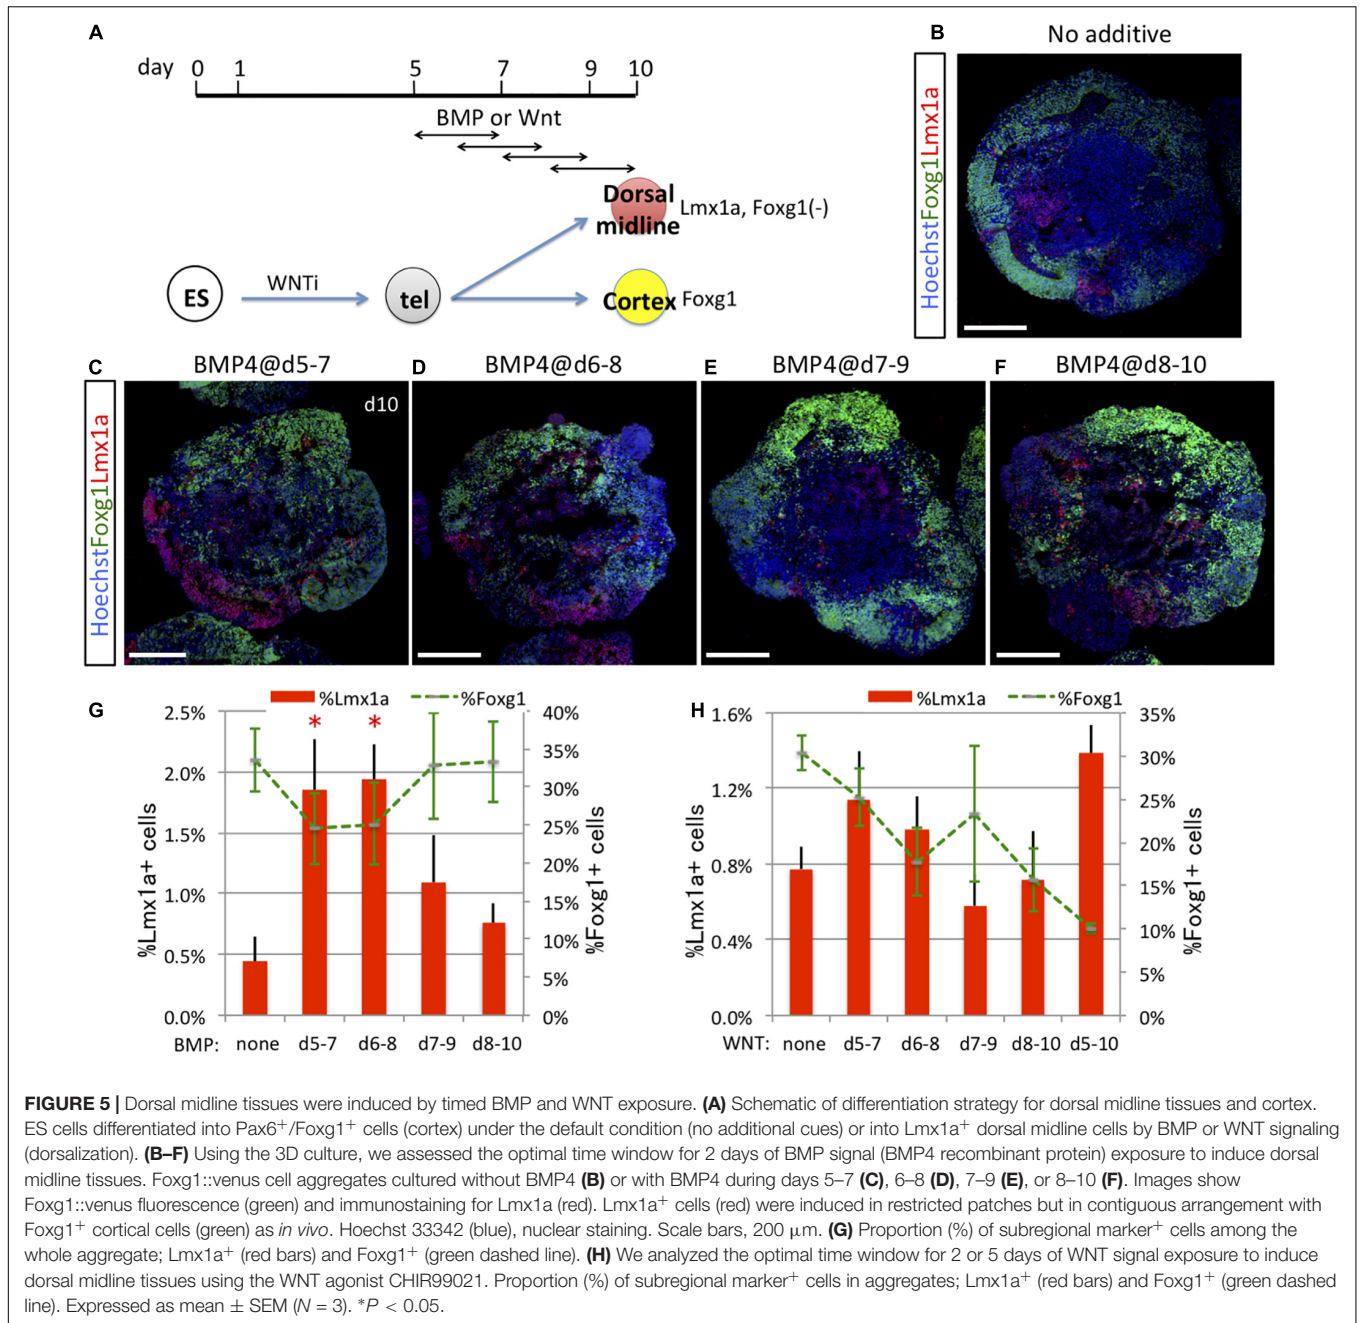 A
day 0 1 5 7 9 10
BMP or Wnt
Dorsal
midline
Lmx1a, Foxg1(-)
ES
WNTi
tel
Cortex
Foxg1
B
No additive
HoechstFoxg1Lmx1a
C
BMP4@d5-7
D
BMP4@d6-8
E
BMP4@d7-9
F
BMP4@d8-10
HoechstFoxg1Lmx1a
d10
G
%Lmx1a
%Foxg1
2.5%
2.0%
1.5%
1.0%
0.5%
0.0%
%Lmx1a+ cells
* *
40%
35%
30%
25%
20%
15%
10%
5%
0%
%Foxg1+ cells
BMP: none d5-7 d6-8 d7-9 d8-10
H
%Lmx1a
%Foxg1
1.6%
1.2%
0.8%
0.4%
0.0%
%Lmx1a+ cells
35%
30%
25%
20%
15%
10%
5%
0%
%Foxg1+ cells
WNT: none d5-7 d6-8 d7-9 d8-10 d5-10
FIGURE 5 | Dorsal midline tissues were induced by timed BMP and WNT exposure. (A) Schematic of differentiation strategy for dorsal midline tissues and cortex.
ES cells differentiated into Pax6⁺/Foxg1⁺ cells (cortex) under the default condition (no additional cues) or into Lmx1a⁺ dorsal midline cells by BMP or WNT signaling
(dorsalization). (B–F) Using the 3D culture, we assessed the optimal time window for 2 days of BMP signal (BMP4 recombinant protein) exposure to induce dorsal
midline tissues. Foxg1::venus cell aggregates cultured without BMP4 (B) or with BMP4 during days 5–7 (C), 6–8 (D), 7–9 (E), or 8–10 (F). Images show
Foxg1::venus fluorescence (green) and immunostaining for Lmx1a (red). Lmx1a⁺ cells (red) were induced in restricted patches but in contiguous arrangement with
Foxg1⁺ cortical cells (green) as in vivo. Hoechst 33342 (blue), nuclear staining. Scale bars, 200 μm. (G) Proportion (%) of subregional marker⁺ cells among the
whole aggregate; Lmx1a⁺ (red bars) and Foxg1⁺ (green dashed line). (H) We analyzed the optimal time window for 2 or 5 days of WNT signal exposure to induce
dorsal midline tissues using the WNT agonist CHIR99021. Proportion (%) of subregional marker⁺ cells in aggregates; Lmx1a⁺ (red bars) and Foxg1⁺ (green dashed
line). Expressed as mean ± SEM (N = 3). *P < 0.05.